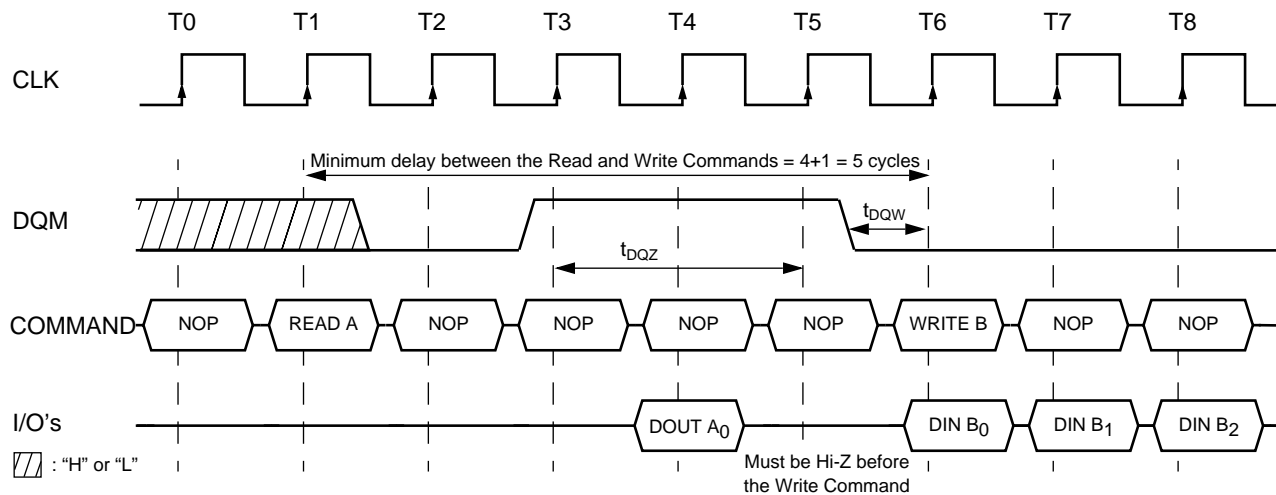 T0 T1 T2 T3 T4 T5 T6 T7 T8
CLK
Minimum delay between the Read and Write Commands = 4+1 = 5 cycles
DQM
tDQW
tDQZ
COMMAND NOP READ A NOP NOP NOP NOP WRITE B NOP NOP
I/O's DOUT A0 DIN B0 DIN B1 DIN B2
: “H” or “L”
Must be Hi-Z before
the Write Command